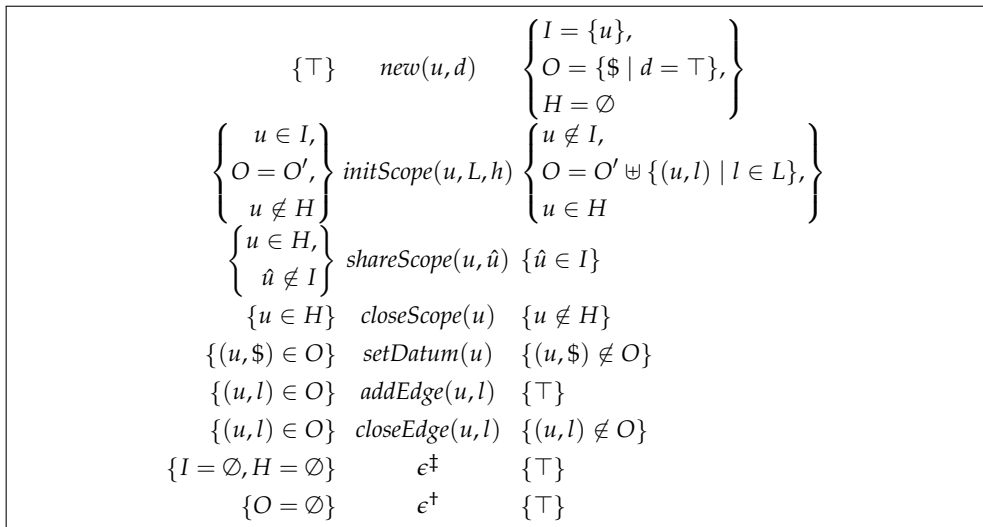 {⊤} new(u, d) {I = {u},
O = {$ | d = ⊤},
H = ∅}
{u ∈ I,
O = O′,
u ∉ H} initScope(u, L, h) {u ∉ I,
O = O′ ⊎ {(u, l) | l ∈ L},
u ∈ H}
{u ∈ H,
û ∉ I} shareScope(u, û) {û ∈ I}
{u ∈ H} closeScope(u) {u ∉ H}
{(u, $) ∈ O} setDatum(u) {(u, $) ∉ O}
{(u, l) ∈ O} addEdge(u, l) {⊤}
{(u, l) ∈ O} closeEdge(u, l) {(u, l) ∉ O}
{I = ∅, H = ∅} ϵ‡ {⊤}
{O = ∅} ϵ† {⊤}